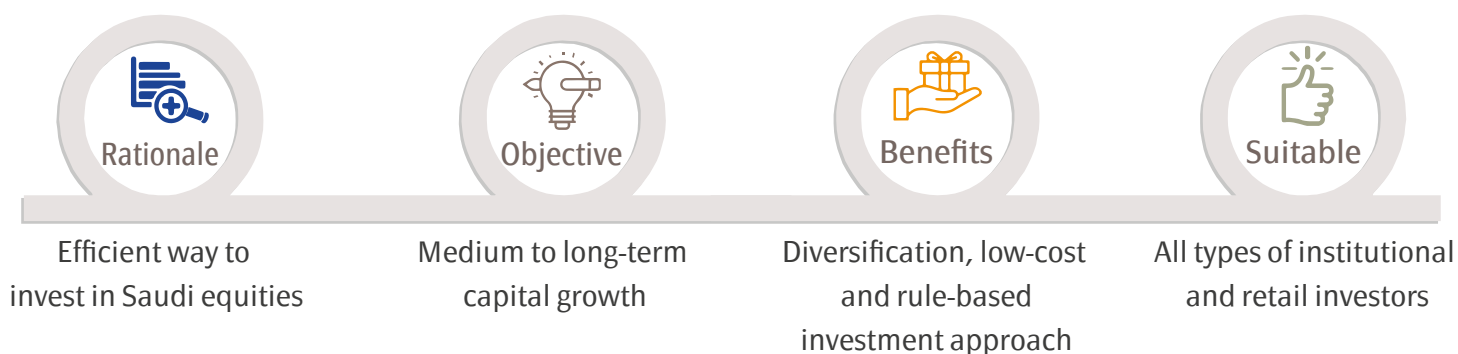 Rationale
Objective
Benefits
Suitable
Efficient way to
invest in Saudi equities
Medium to long-term
capital growth
Diversification, low-cost
and rule-based
investment approach
All types of institutional
and retail investors